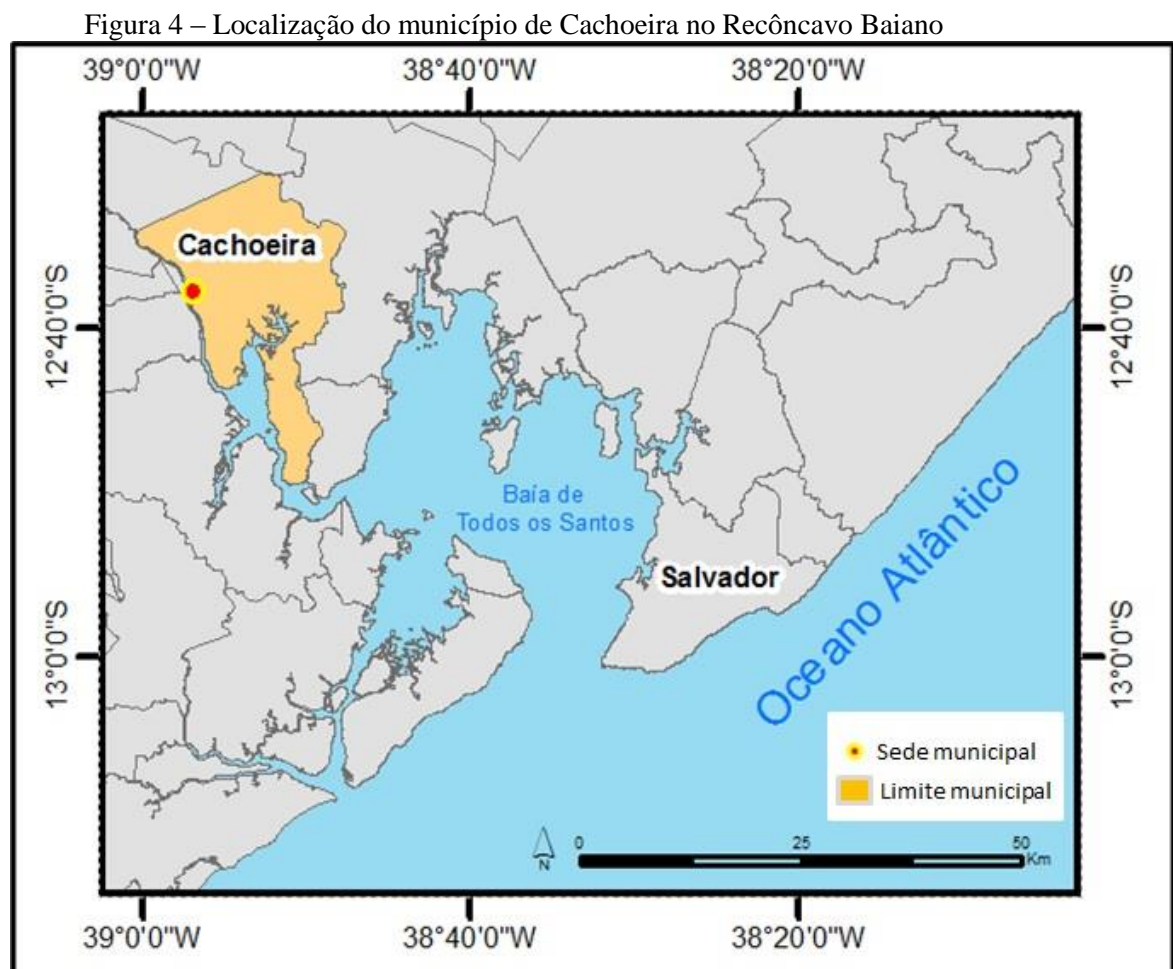 Figura 4 – Localização do município de Cachoeira no Recôncavo Baiano
39°0'0"W 38°40'0"W 38°20'0"W
Cachoeira
12°40'0"S
12°40'0"S
Baía de
Todos os Santos
Salvador
Oceano Atlântico
13°0'0"S
13°0'0"S
Sede municipal
Limite municipal
N
0 25 50
Km
39°0'0"W 38°40'0"W 38°20'0"W